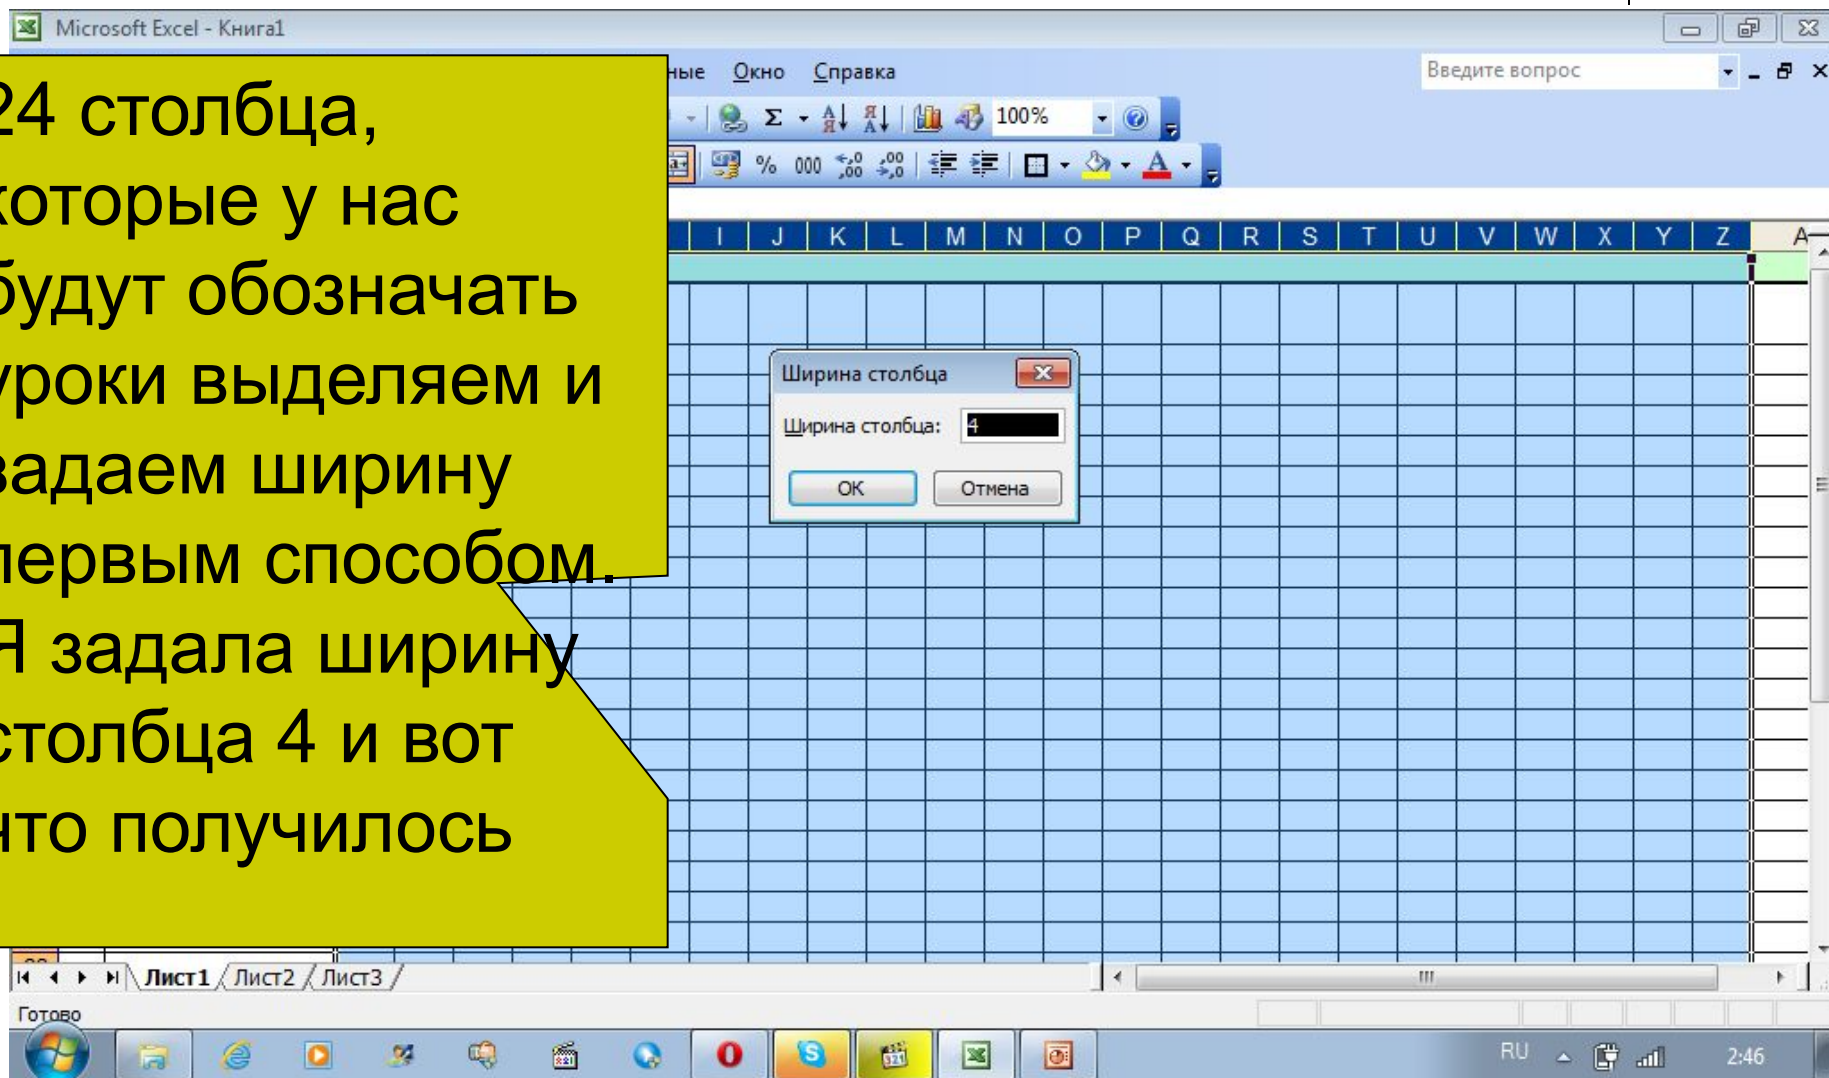 Microsoft Excel - Книга1
ные Окно Справка
Введите вопрос
100%
% 000
I J K L M N O P Q R S T U V W X Y Z A
24 столбца,
которые у нас
будут обозначать
уроки выделяем и
задаем ширину
первым способом.
Я задала ширину
столбца 4 и вот
что получилось
Ширина столбца
Ширина столбца: 4
ОК Отмена
Лист1 Лист2 Лист3
Готово
RU 2:46